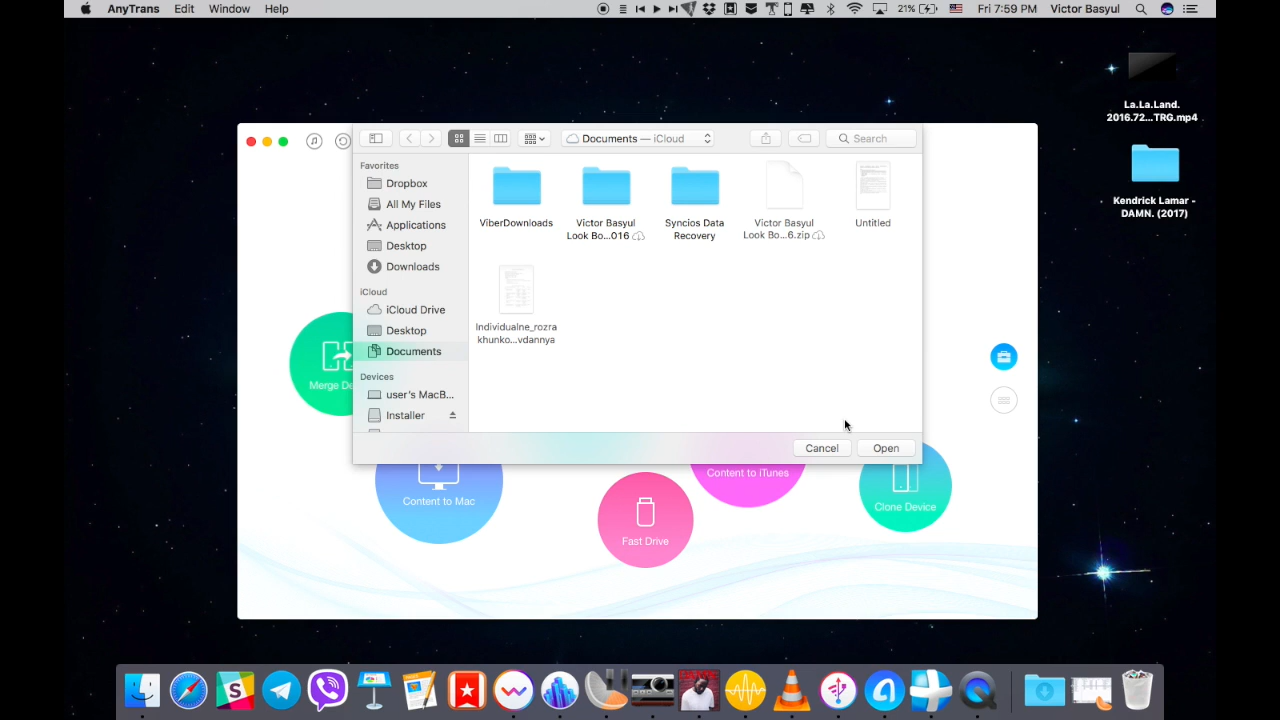 AnyTrans Edit Window Help 21% Fri 7:59 PM Victor Basyul
La.La.Land.
2016.72...TRG.mp4
Kendrick Lamar -
DAMN. (2017)
Documents — iCloud
Search
Favorites
Dropbox
All My Files
Applications
Desktop
Downloads
iCloud
iCloud Drive
Desktop
Documents
Devices
user's MacB...
Installer
ViberDownloads
Victor Basyul
Look Bo...016
Syncios Data
Recovery
Victor Basyul
Look Bo...6.zip
Untitled
Individualne_rozra
khunko...vdannya
Cancel
Open
Merge De
Content to Mac
Fast Drive
Content to iTunes
Clone Device